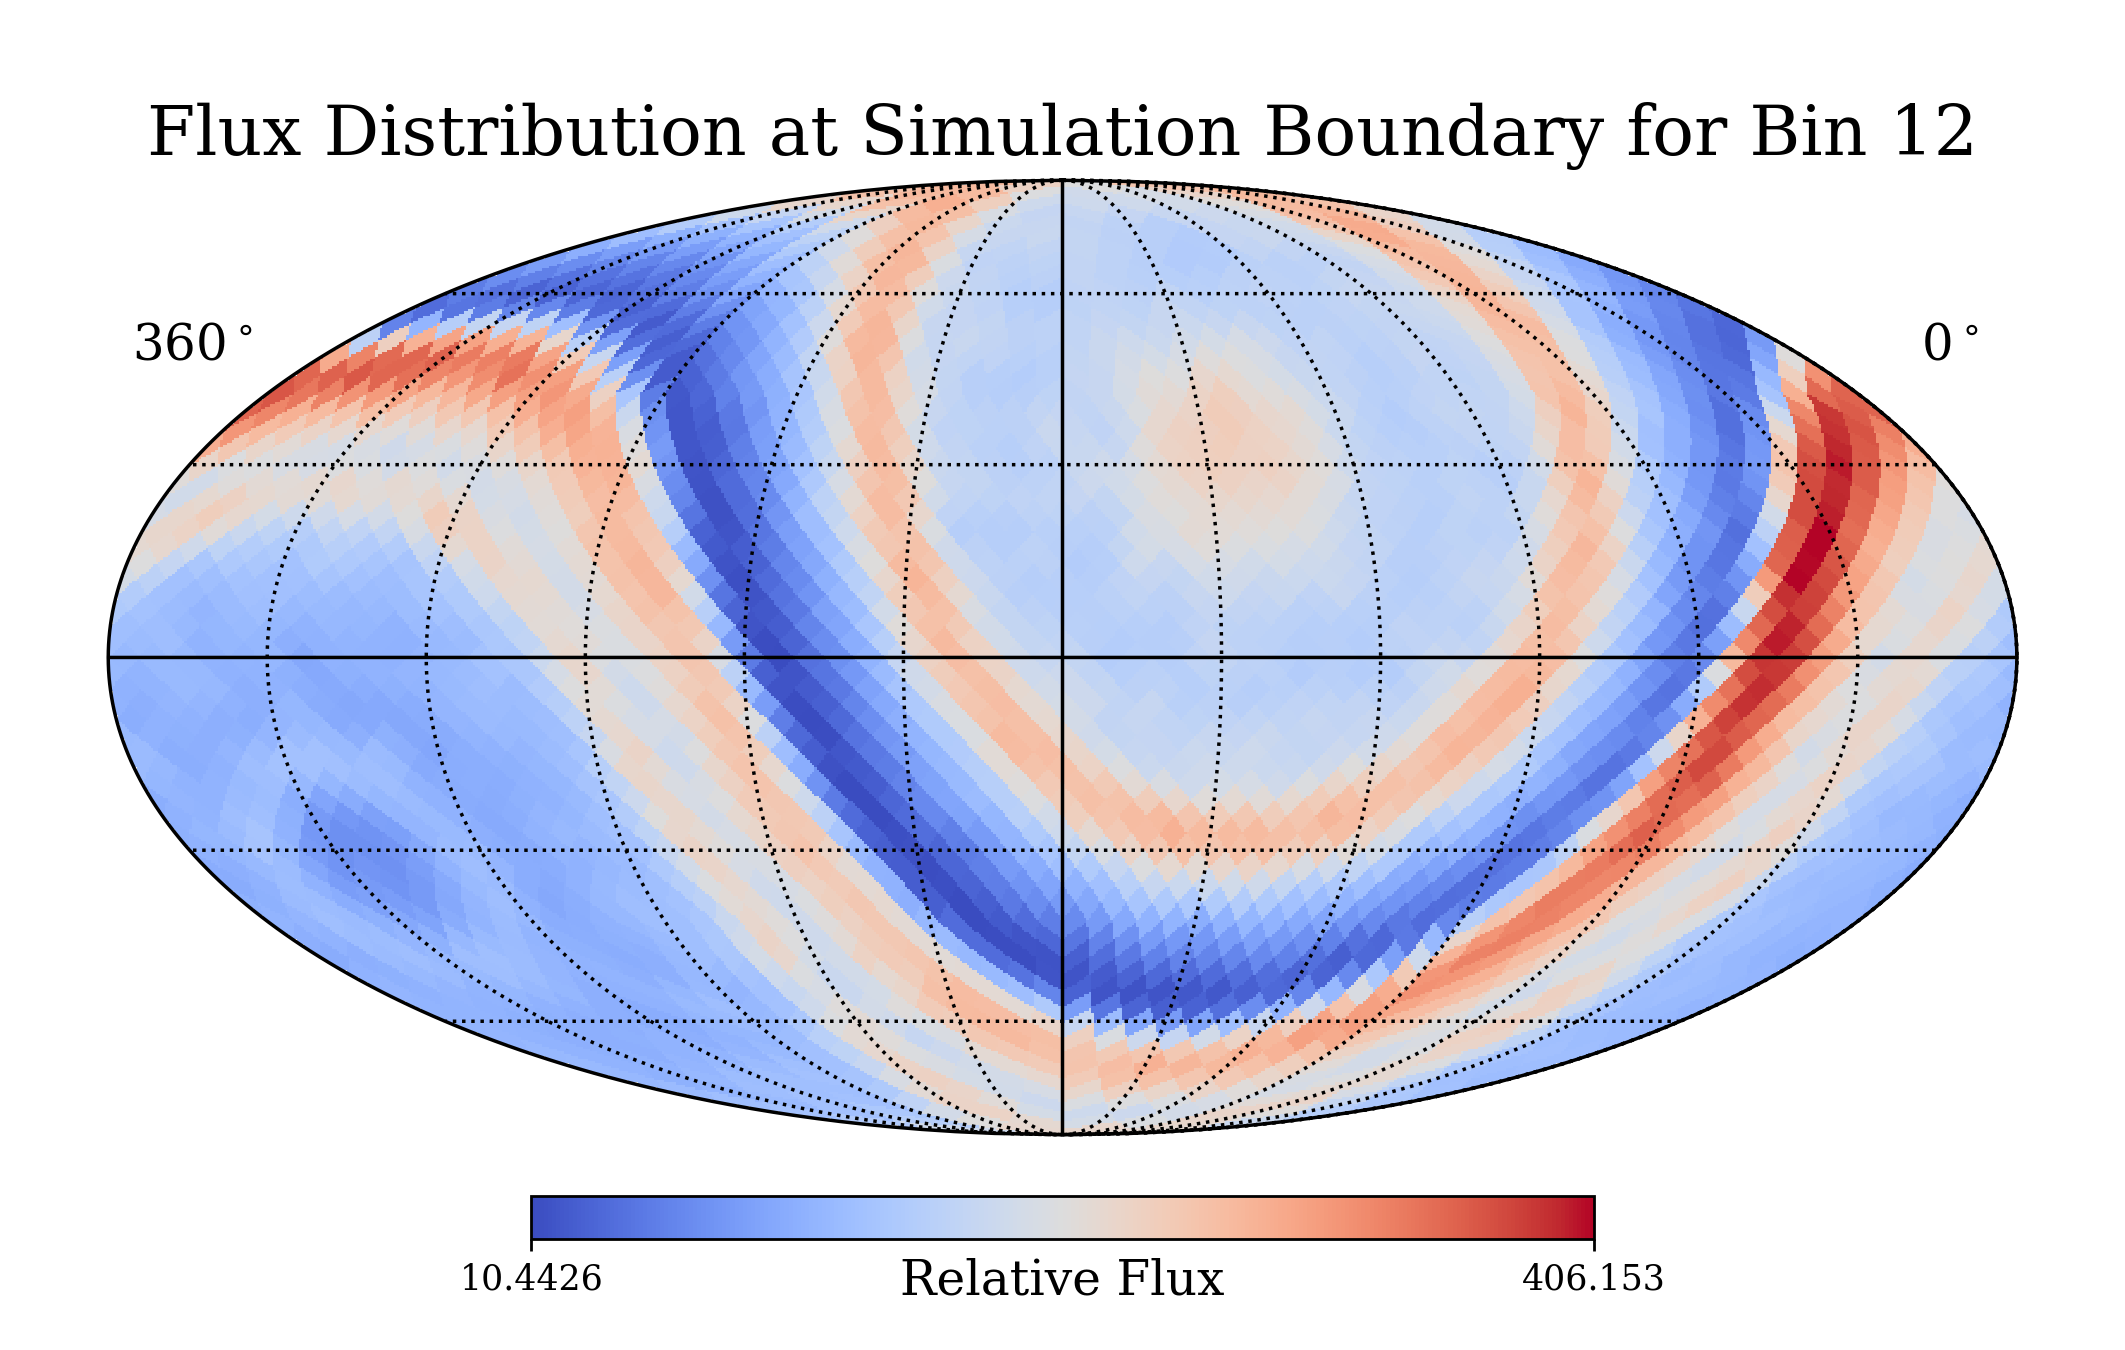 Flux Distribution at Simulation Boundary for Bin 12
360°
0°
10.4426
Relative Flux
406.153